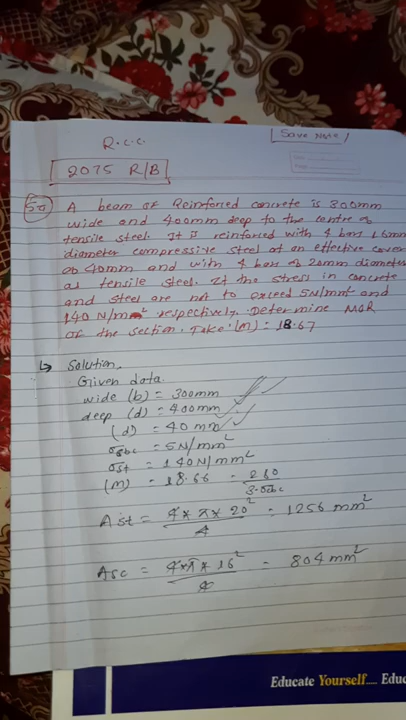 R.C.C.
Save Note
2075 R/B
5a) A beam of Reinforced concrete is 300mm
wide and 400mm deep to the centre of
tensile steel. It is reinforced with 4 bars 16mm
diameter compressive steel at an effective cover
of 40mm and with 4 bars of 20mm diameter
as tensile steel. If the stress in concrete
and steel are not to exceed 5N/mm² and
140 N/mm² respectively. Determine MOR
of the section. Take (m) = 18.67
↳ Solution,
Given data.
wide (b) = 300mm
deep (d) = 400mm
(d) = 40 mm
σcbc = 5N/mm²
σst = 140N/mm²
(m) = 18.66 = 280/3·σcbc
Ast = 4*π*20²/4 = 1256 mm²
Asc = 4*π*16²/4 = 804mm²
Educate Yourself.... Educ